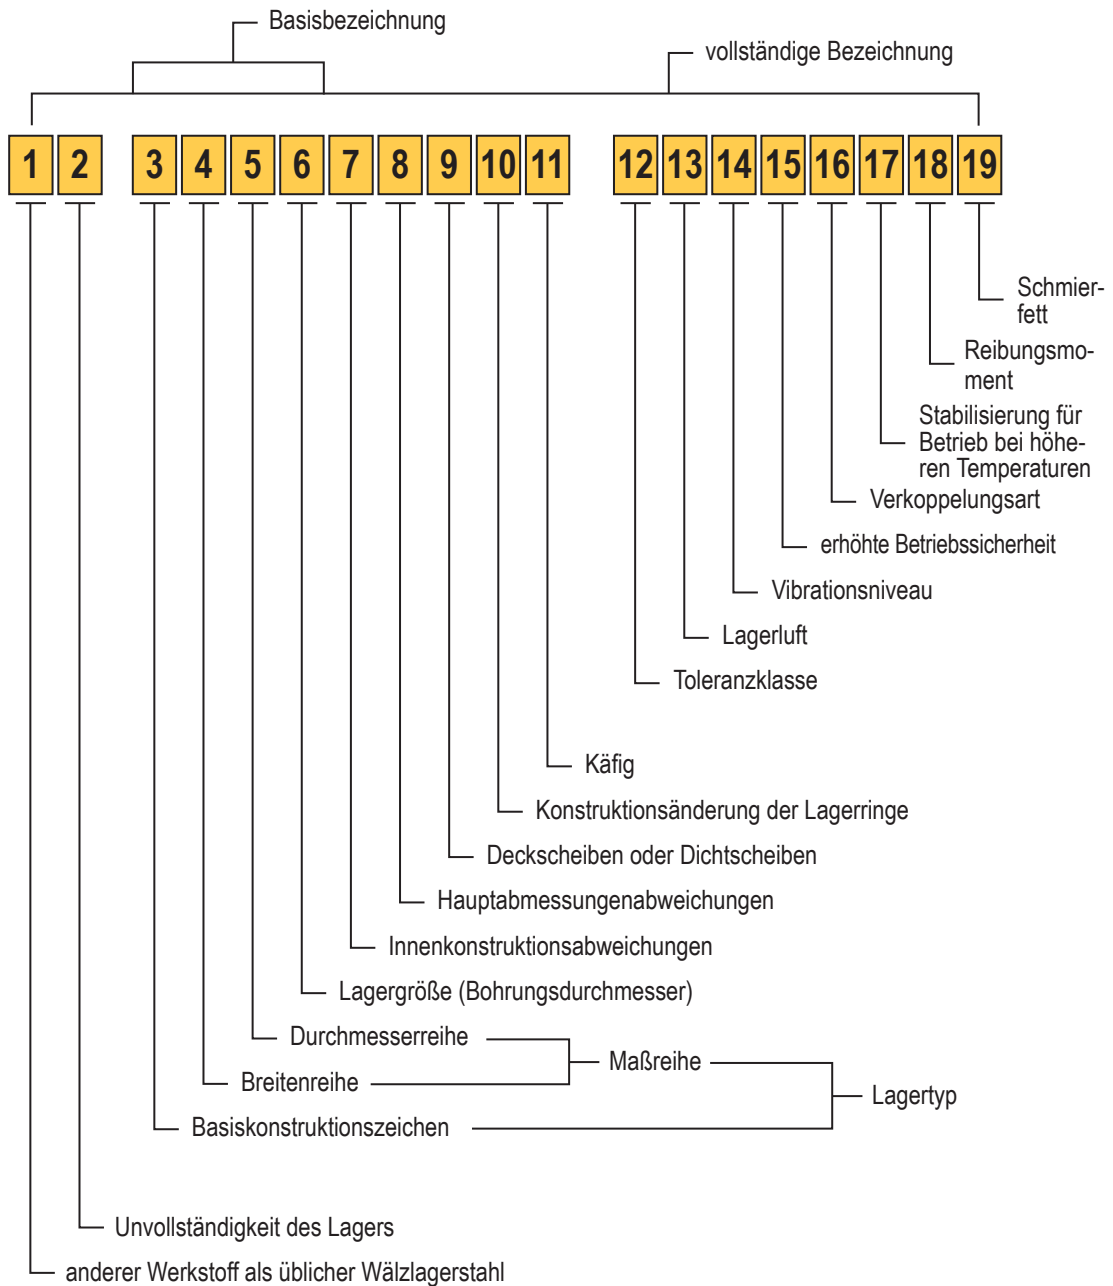 Basisbezeichnung
vollständige Bezeichnung
1 2 3 4 5 6 7 8 9 10 11 12 13 14 15 16 17 18 19
Schmier-
fett
Reibungsmo-
ment
Stabilisierung für
Betrieb bei höhe-
ren Temperaturen
Verkoppelungsart
erhöhte Betriebssicherheit
Vibrationsniveau
Lagerluft
Toleranzklasse
Käfig
Konstruktionsänderung der Lagerringe
Deckscheiben oder Dichtscheiben
Hauptabmessungenabweichungen
Innenkonstruktionsabweichungen
Lagergröße (Bohrungsdurchmesser)
Durchmesserreihe
Maßreihe
Breitenreihe
Lagertyp
Basiskonstruktionszeichen
Unvollständigkeit des Lagers
anderer Werkstoff als üblicher Wälzlagerstahl